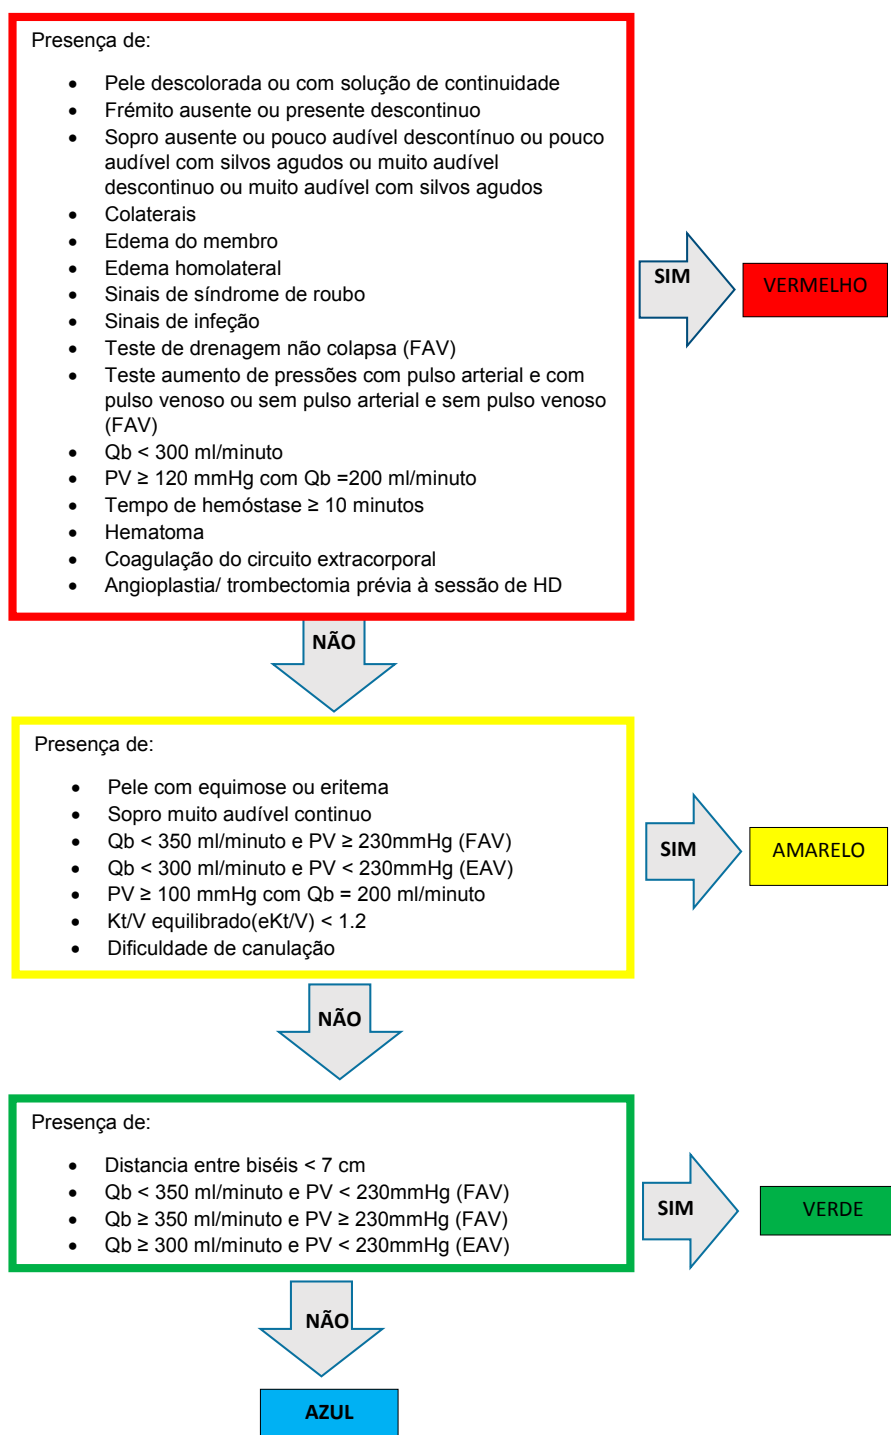 Presença de:
• Pele descolorada ou com solução de continuidade
• Frémito ausente ou presente descontinuo
• Sopro ausente ou pouco audível descontínuo ou pouco
audível com silvos agudos ou muito audível
descontinuo ou muito audível com silvos agudos
• Colaterais
• Edema do membro
• Edema homolateral
• Sinais de síndrome de roubo
• Sinais de infeção
• Teste de drenagem não colapsa (FAV)
• Teste aumento de pressões com pulso arterial e com
pulso venoso ou sem pulso arterial e sem pulso venoso
(FAV)
• Qb < 300 ml/minuto
• PV ≥ 120 mmHg com Qb =200 ml/minuto
• Tempo de hemóstase ≥ 10 minutos
• Hematoma
• Coagulação do circuito extracorporal
• Angioplastia/ trombectomia prévia à sessão de HD
SIM
VERMELHO
NÃO
Presença de:
• Pele com equimose ou eritema
• Sopro muito audível continuo
• Qb < 350 ml/minuto e PV ≥ 230mmHg (FAV)
• Qb < 300 ml/minuto e PV < 230mmHg (EAV)
• PV ≥ 100 mmHg com Qb = 200 ml/minuto
• Kt/V equilibrado(eKt/V) < 1.2
• Dificuldade de canulação
SIM
AMARELO
NÃO
Presença de:
• Distancia entre biséis < 7 cm
• Qb < 350 ml/minuto e PV < 230mmHg (FAV)
• Qb ≥ 350 ml/minuto e PV ≥ 230mmHg (FAV)
• Qb ≥ 300 ml/minuto e PV < 230mmHg (EAV)
SIM
VERDE
NÃO
AZUL